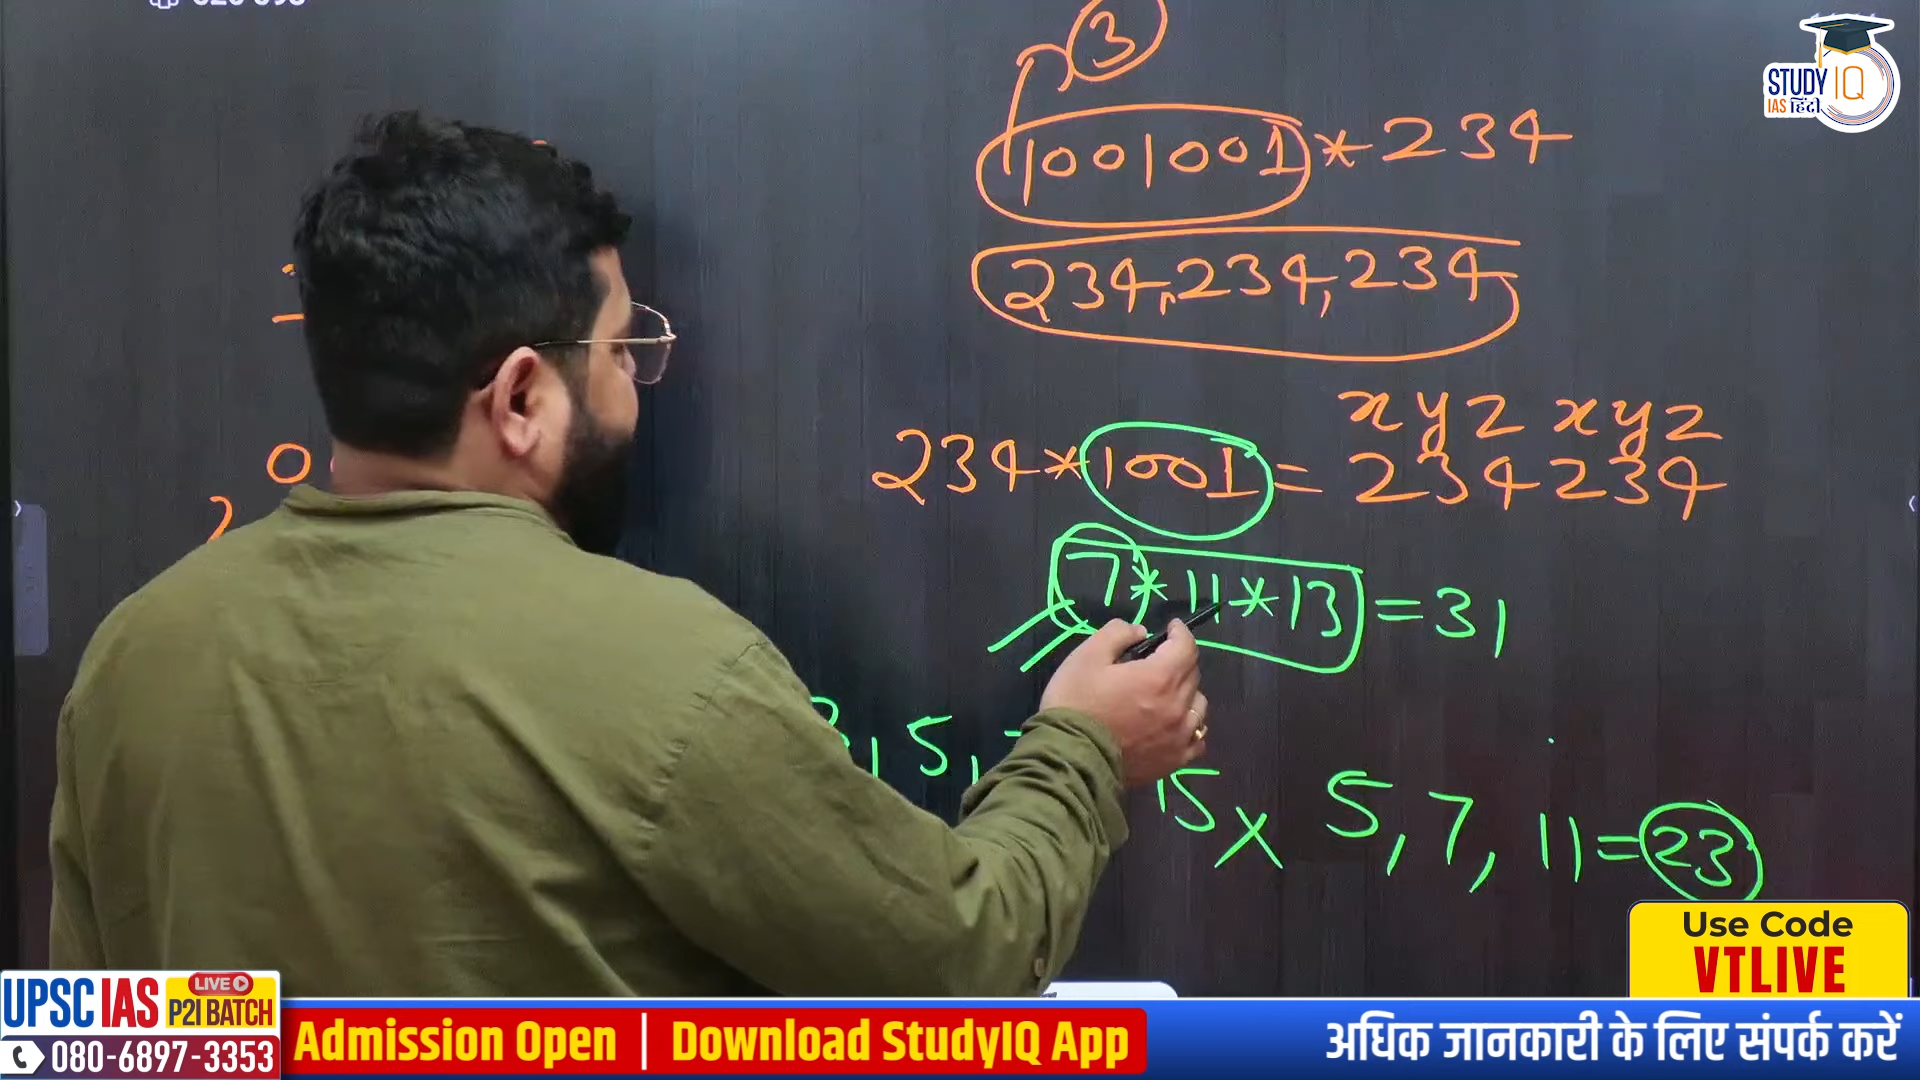 3
1001001*234
234,234,234
xyz xyz
234*1001=234234
7*11*13=31
, 5,
15x 5,7, 11=23
STUDY IQ
IAS हिंदी
Use Code
VTLIVE
UPSC IAS
LIVE
P2I BATCH
080-6897-3353
Admission Open | Download StudyIQ App
अधिक जानकारी के लिए संपर्क करें